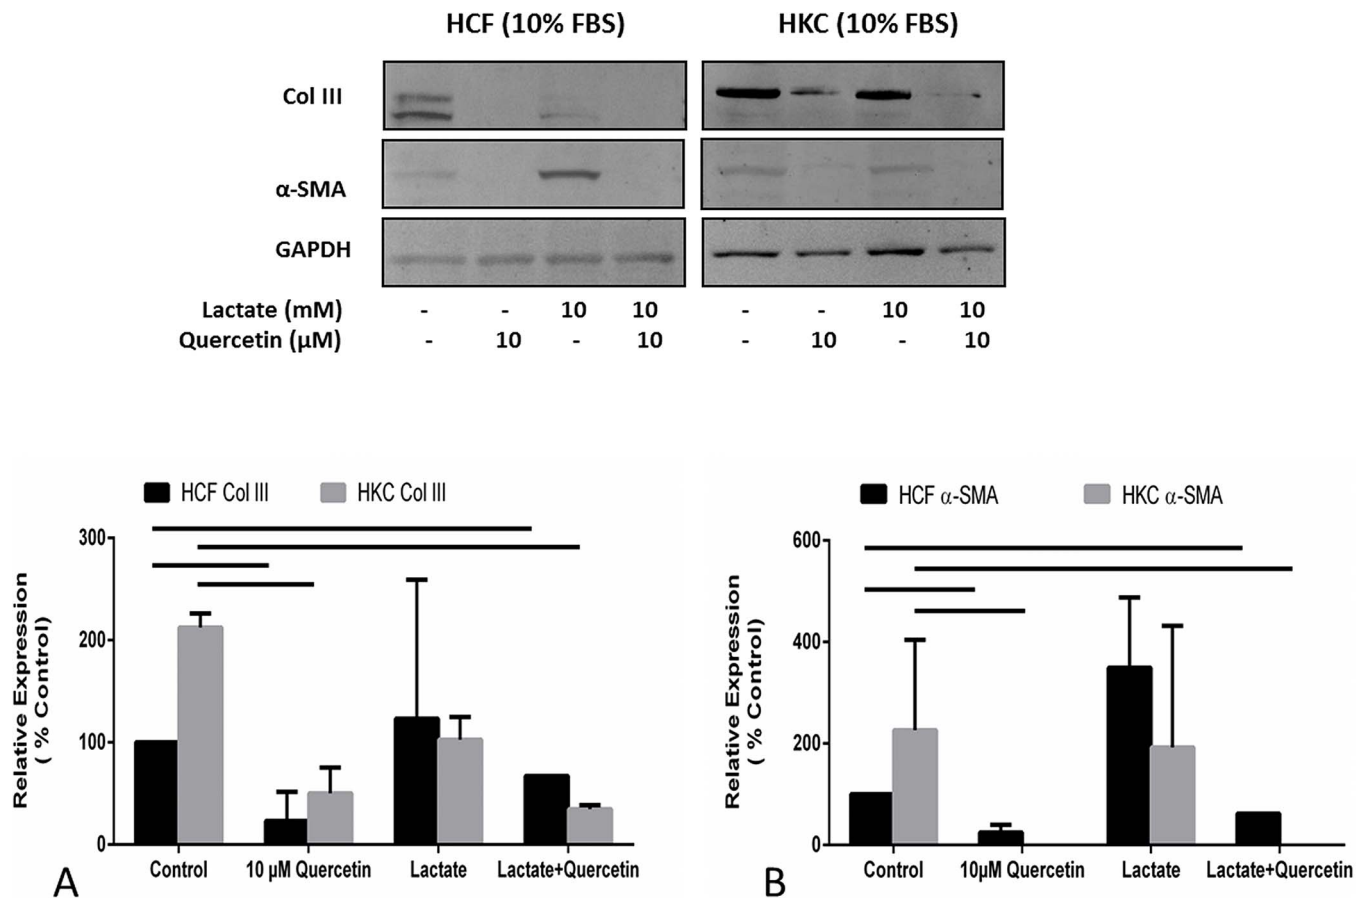 HCF (10% FBS) HKC (10% FBS)
Col III
α-SMA
GAPDH
Lactate (mM) - - 10 10 - - 10 10
Quercetin (µM) - 10 - 10 - 10 - 10
HCF Col III HKC Col III
Relative Expression
( % Control)
300
200
100
0
Control 10 µM Quercetin Lactate Lactate+Quercetin
A
HCF α-SMA HKC α-SMA
Relative Expression
( % Control)
600
400
200
0
Control 10µM Quercetin Lactate Lactate+Quercetin
B